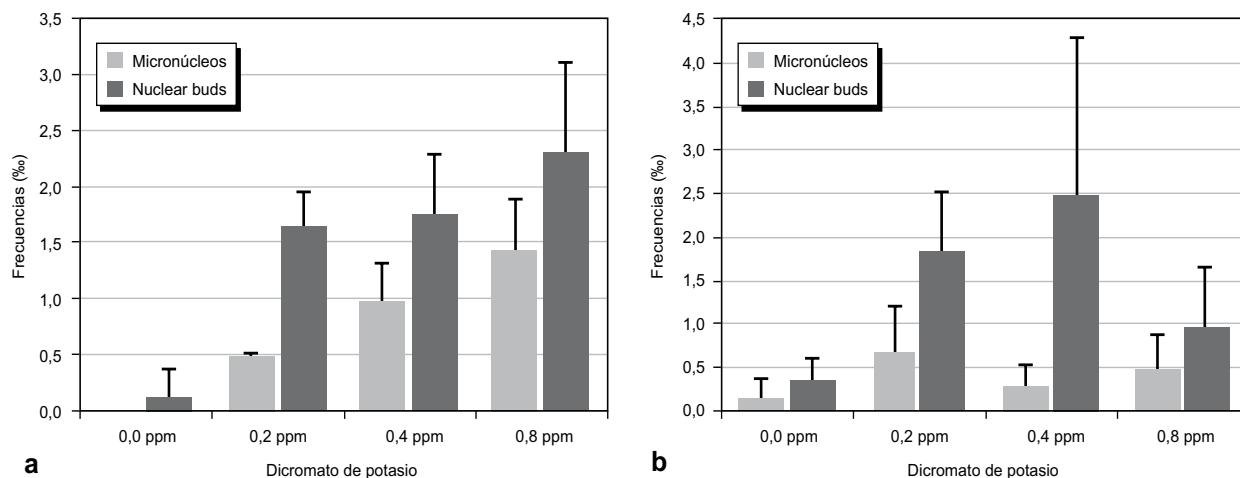 3,5
3,0
2,5
2,0
1,5
1,0
0,5
0,0
Frecuencias (‰)
Micronúcleos
Nuclear buds
0,0 ppm
0,2 ppm
0,4 ppm
0,8 ppm
Dicromato de potasio
a
4,5
4,0
3,5
3,0
2,5
2,0
1,5
1,0
0,5
0,0
Frecuencias (‰)
Micronúcleos
Nuclear buds
0,0 ppm
0,2 ppm
0,4 ppm
0,8 ppm
Dicromato de potasio
b